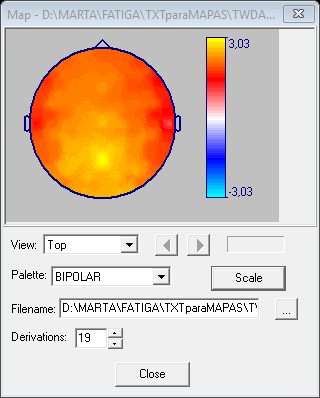 Map - D:\MARTA\FATIGA\TXTparaMAPAS\TWDA...
3,03
-3,03
View: Top
Palette: BIPOLAR
Scale
Filename: D:\MARTA\FATIGA\TXTparaMAPAS\TV
...
Derivations: 19
Close